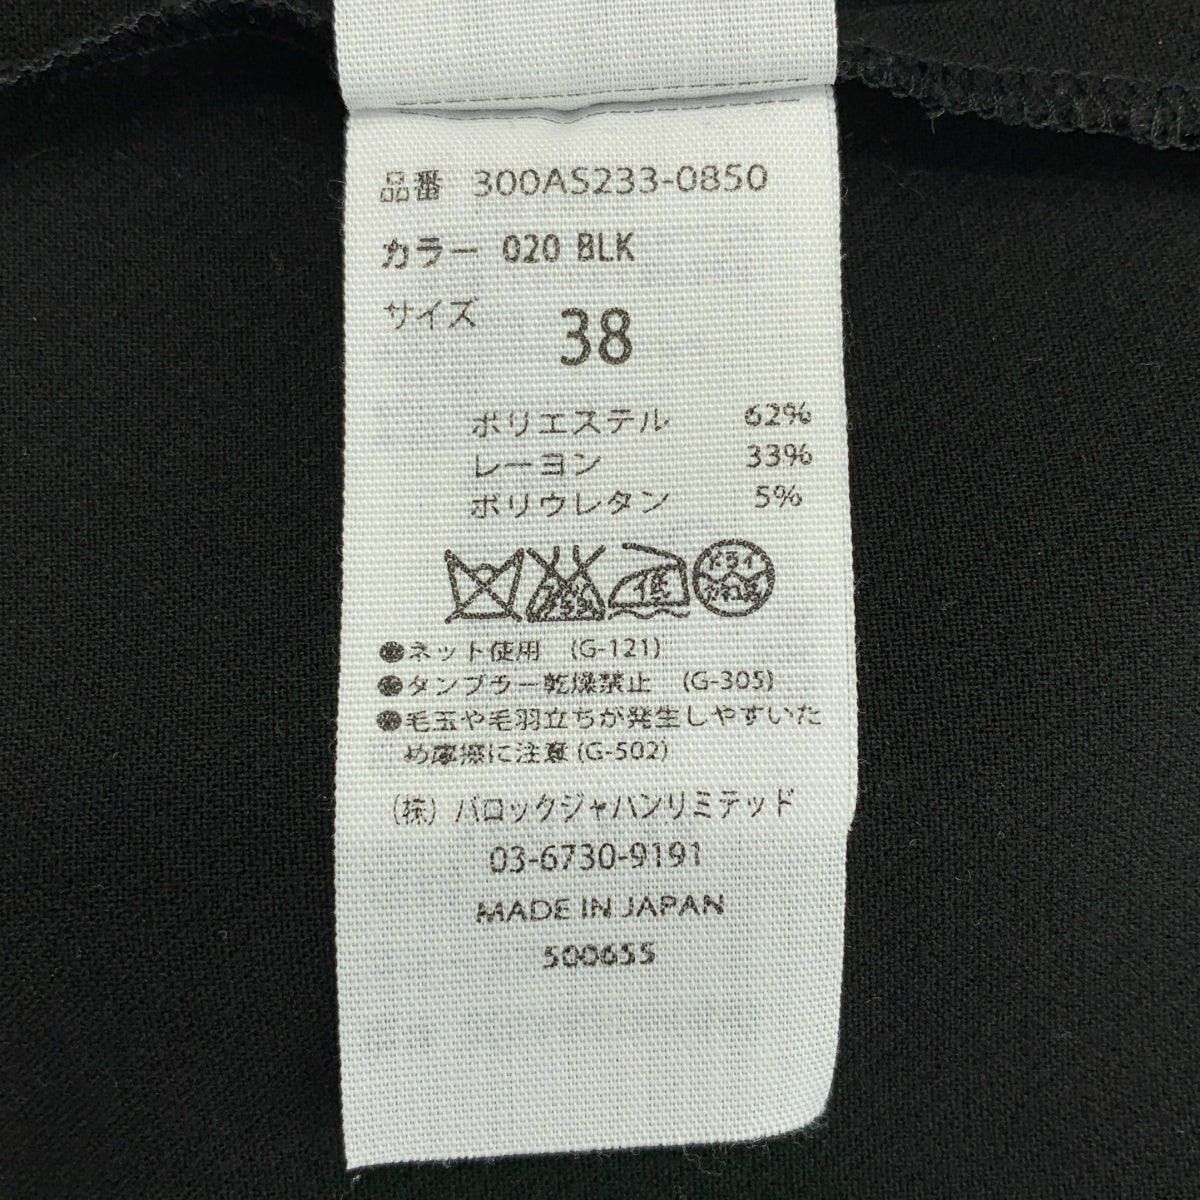 品番 300AS233-0850
カラー 020 BLK
サイズ 38
ポリエステル 62%
レーヨン 33%
ポリウレタン 5%
低 ドライ
●ネット使用 (G-121)
●タンブラー乾燥禁止 (G-305)
●毛玉や毛羽立ちが発生しやすいた
め摩擦に注意(G-502)
(株) バロックジャパンリミテッド
03-6730-9191
MADE IN JAPAN
500655